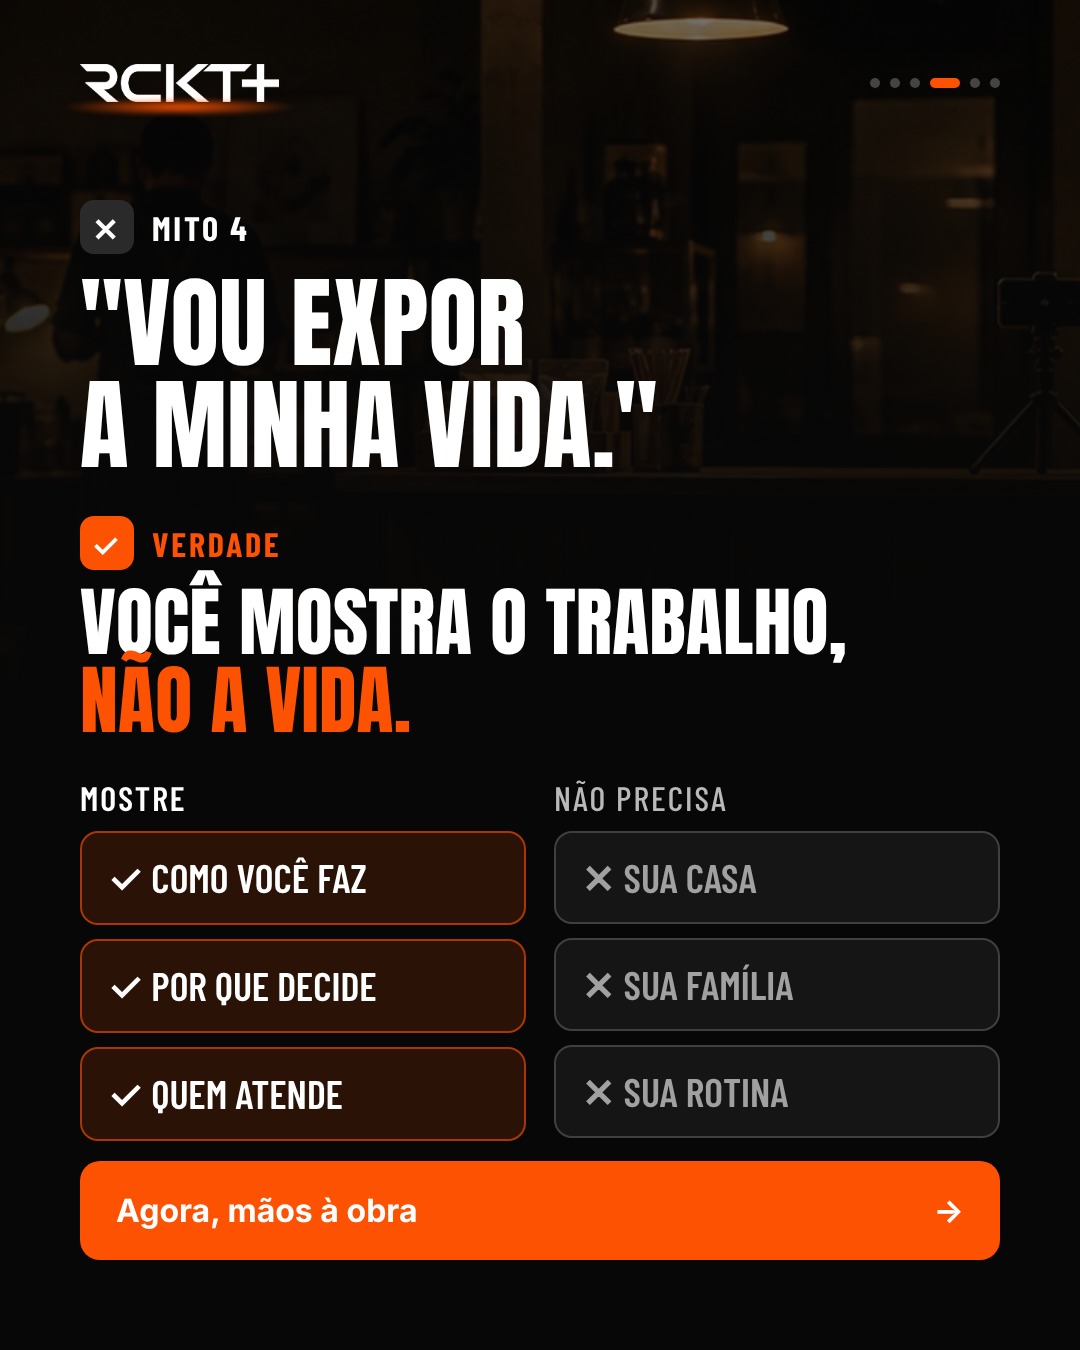 RCKT+
MITO 4
"VOU EXPOR
A MINHA VIDA."
VERDADE
VOCÊ MOSTRA O TRABALHO,
NÃO A VIDA.
MOSTRE
✓ COMO VOCÊ FAZ
✓ POR QUE DECIDE
✓ QUEM ATENDE
NÃO PRECISA
✕ SUA CASA
✕ SUA FAMÍLIA
✕ SUA ROTINA
Agora, mãos à obra →